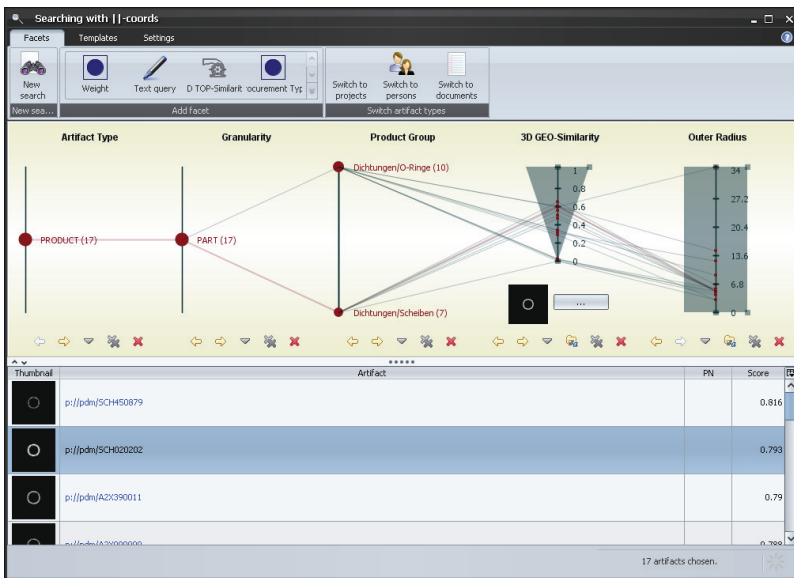 Searching with ||-coords
Facets Templates Settings
New search
Weight
Text query
D TOP-Similarit
ocurement Typ
Switch to projects
Switch to persons
Switch to documents
New sea...
Add facet
Switch artifact types
Artifact Type Granularity Product Group 3D GEO-Similarity Outer Radius
PRODUCT (17)
PART (17)
Dichtungen/O-Ringe (10)
Dichtungen/Scheiben (7)
1
0.8
0.6
0.4
0.2
0
34
27.2
20.4
13.6
6.8
0
...
Thumbnail Artifact PN Score
p://pdm/SCH450879 0.816
p://pdm/SCH020202 0.793
p://pdm/A2X390011 0.79
0.788
17 artifacts chosen.